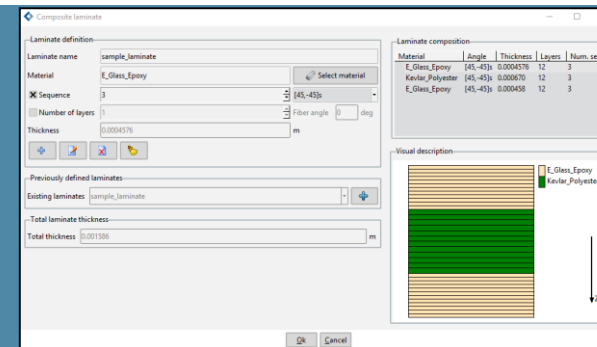 Composite laminate
Laminate definition
Laminate name sample_laminate
Material E_Glass_Epoxy Select material
Sequence 3 [45,-45]s
Number of layers 1 Fiber angle 0 deg
Thickness 0.0004576 m
Previously defined laminates
Existing laminates sample_laminate
Total laminate thickness
Total thickness 0.001586 m
Laminate composition
Material Angle Thickness Layers Num. se
E_Glass_Epoxy [45,-45]s 0.0004576 12 3
Kevlar_Polyester [45,-45]s 0.000670 12 3
E_Glass_Epoxy [45,-45]s 0.000458 12 3
Visual description
E_Glass_Epoxy
Kevlar_Polyeste
Ok Cancel